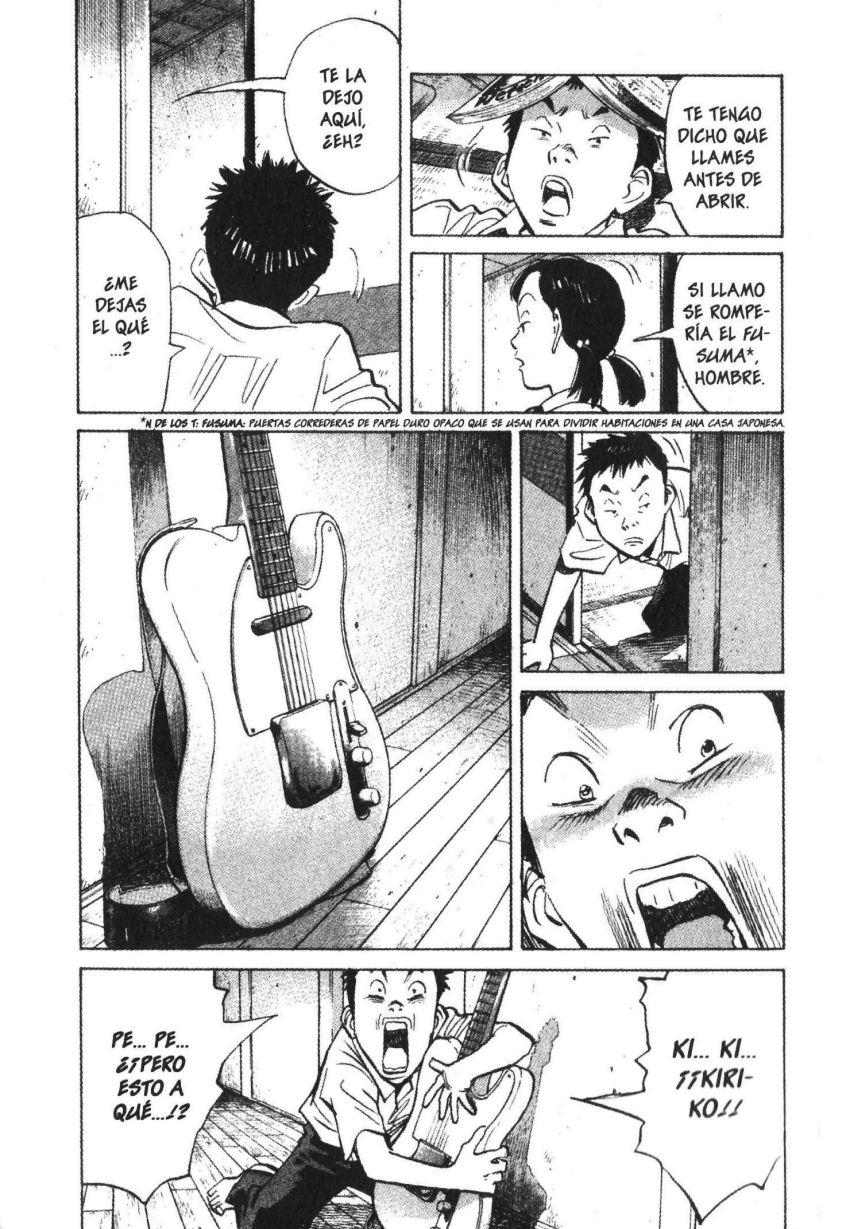 TE TENGO
DICHO QUE
LLAMES
ANTES DE
ABRIR.
SI LLAMO
SE ROMPE-
RÍA EL FU-
SUMA*,
HOMBRE.
TE LA
DEJO
AQUÍ,
¿EH?
¿ME
DEJAS
EL QUÉ
...?
*N DE LOS T: FUSUMA: PUERTAS CORREDERAS DE PAPEL DURO OPACO QUE SE USAN PARA DIVIDIR HABITACIONES EN UNA CASA JAPONESA.
KI... KI...
¡¡KIRI-
KO!!
PE... PE...
¿¡PERO
ESTO A
QUÉ...!?